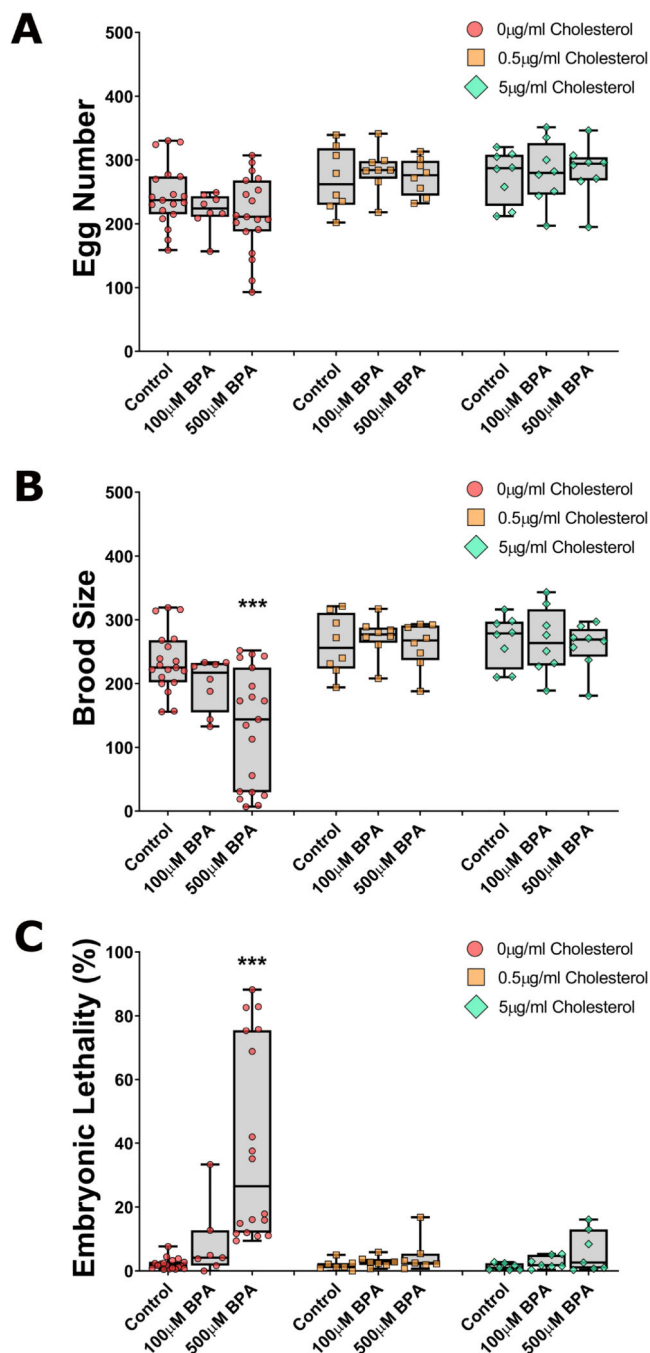 A
Egg Number
500
400
300
200
100
0
0μg/ml Cholesterol
0.5μg/ml Cholesterol
5μg/ml Cholesterol
Control
100μM BPA
500μM BPA
Control
100μM BPA
500μM BPA
Control
100μM BPA
500μM BPA
B
Brood Size
500
400
300
200
100
0
0μg/ml Cholesterol
0.5μg/ml Cholesterol
5μg/ml Cholesterol
***
Control
100μM BPA
500μM BPA
Control
100μM BPA
500μM BPA
Control
100μM BPA
500μM BPA
C
Embryonic Lethality (%)
100
80
60
40
20
0
0μg/ml Cholesterol
0.5μg/ml Cholesterol
5μg/ml Cholesterol
***
Control
100μM BPA
500μM BPA
Control
100μM BPA
500μM BPA
Control
100μM BPA
500μM BPA